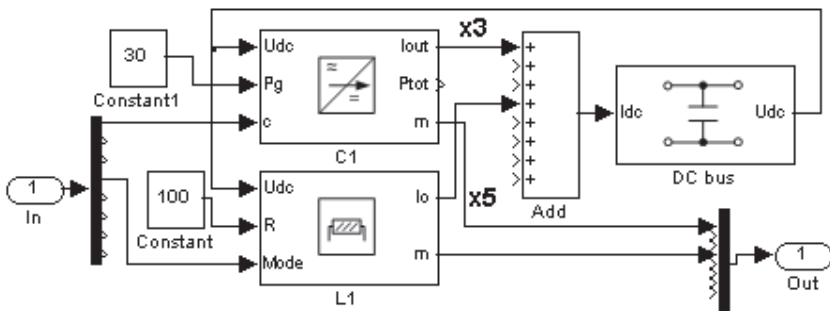 x3
Udc
Iout
30
Pg
Ptot
Constant1
c
m
C1
+
+
+
+
+
+
+
+
Add
Idc
Udc
DC bus
1
In
Udc
Io
x5
100
R
Constant
Mode
m
L1
1
Out